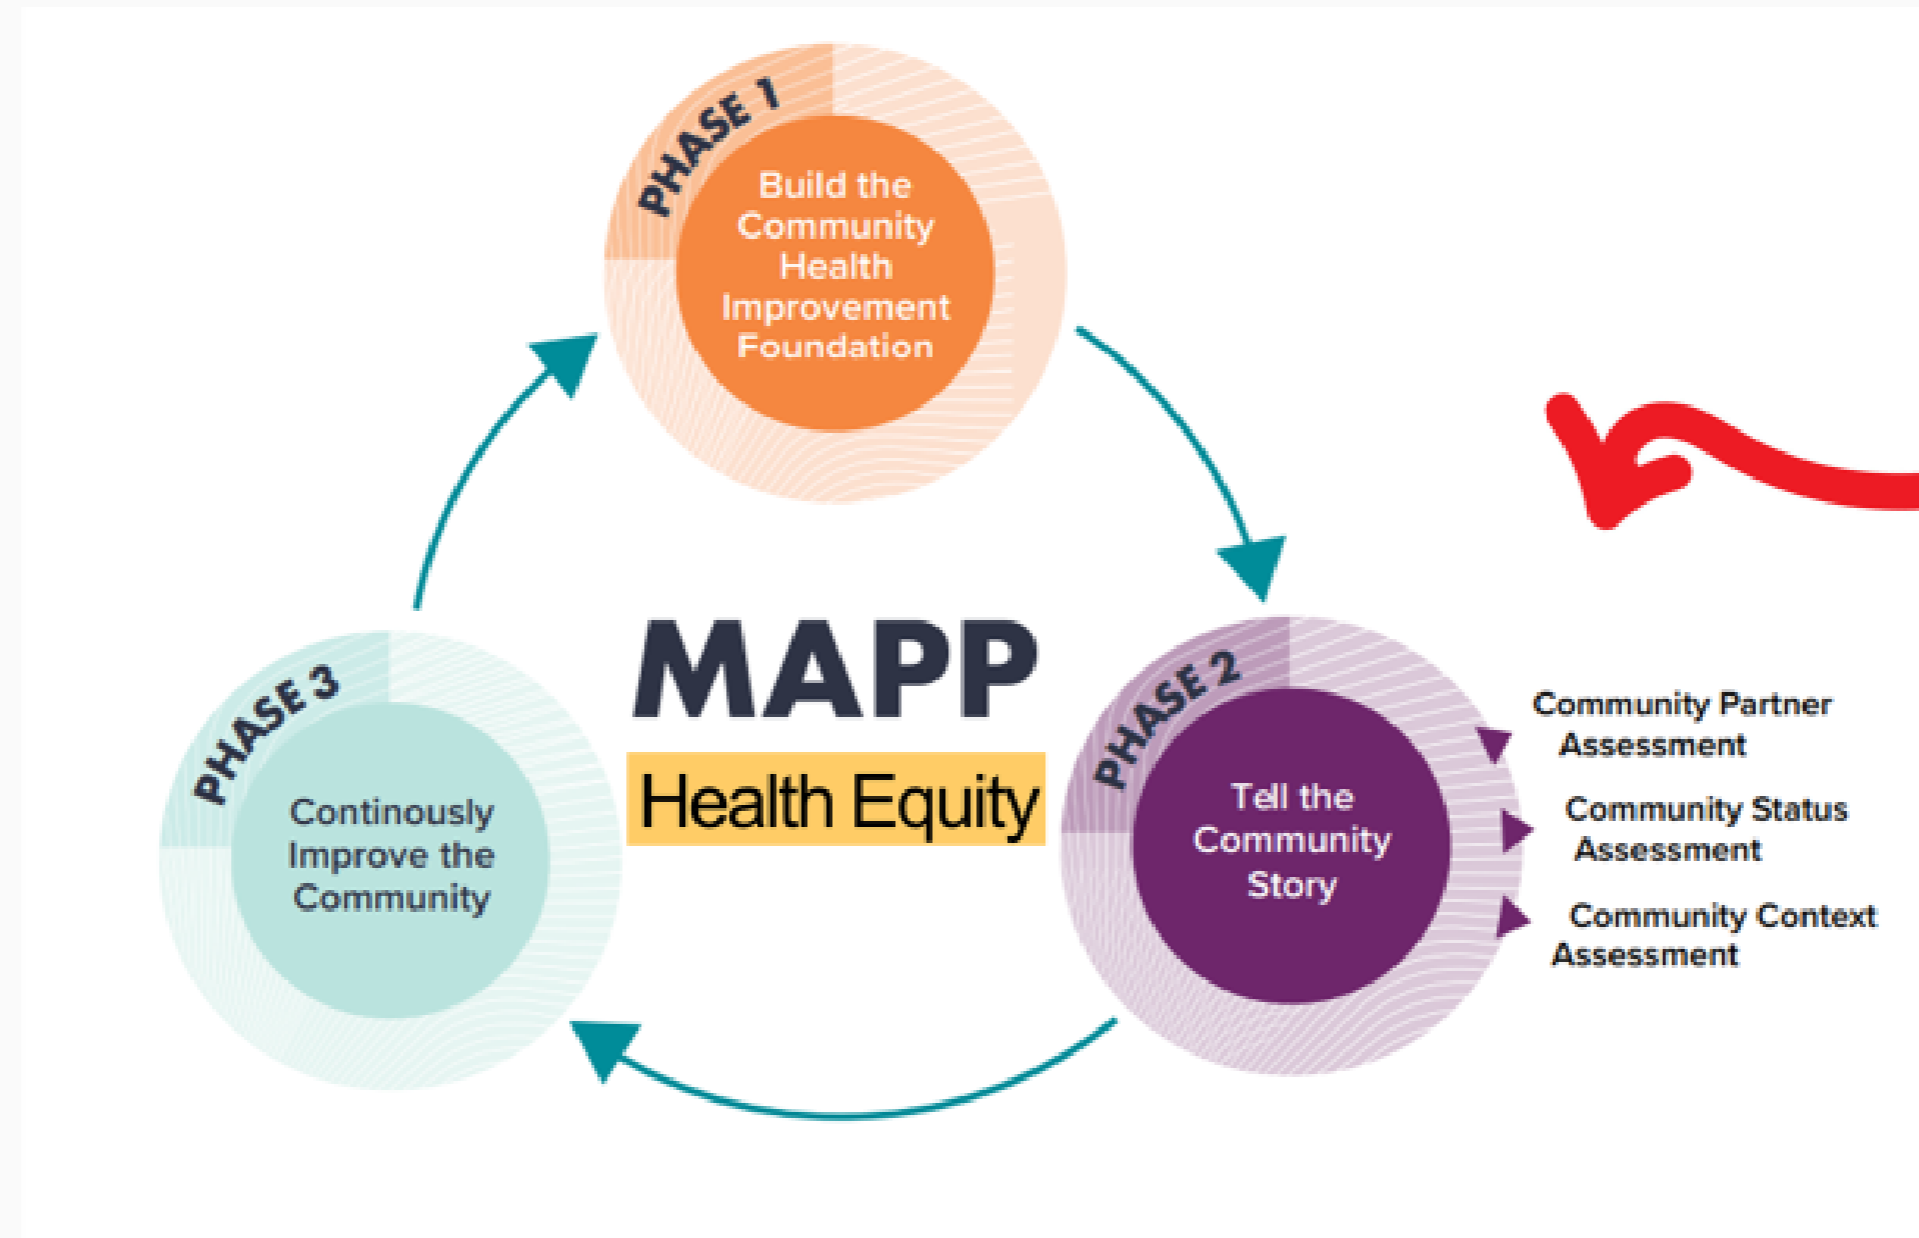 PHASE 1
Build the
Community
Health
Improvement
Foundation
MAPP
Health Equity
PHASE 2
Tell the
Community
Story
Community Partner
Assessment
Community Status
Assessment
Community Context
Assessment
PHASE 3
Continously
Improve the
Community